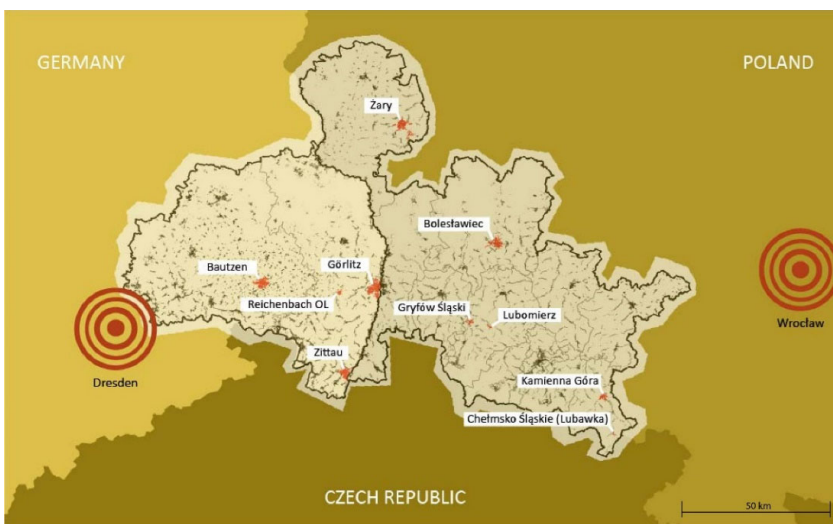 GERMANY
POLAND
Żary
Bolesławiec
Bautzen
Görlitz
Reichenbach OL
Gryfów Śląski
Lubomierz
Wrocław
Zittau
Dresden
Kamienna Góra
Chełmsko Śląskie (Lubawka)
CZECH REPUBLIC
50 km